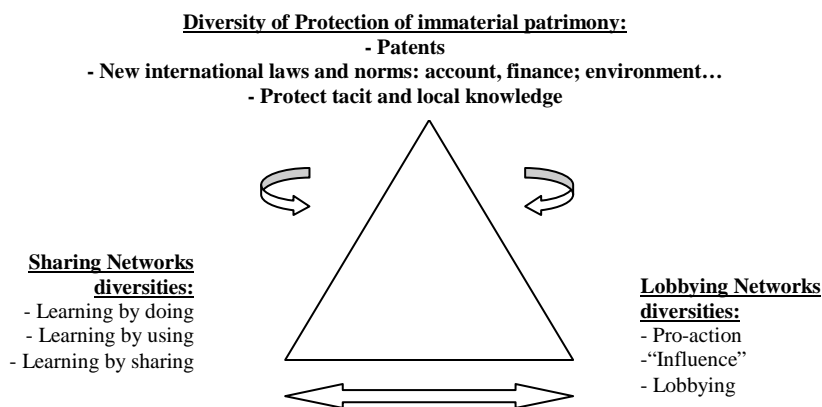 Diversity of Protection of immaterial patrimony:
- Patents
- New international laws and norms: account, finance; environment…
- Protect tacit and local knowledge
Sharing Networks
diversities:
- Learning by doing
- Learning by using
- Learning by sharing
Lobbying Networks
diversities:
- Pro-action
-“Influence”
- Lobbying